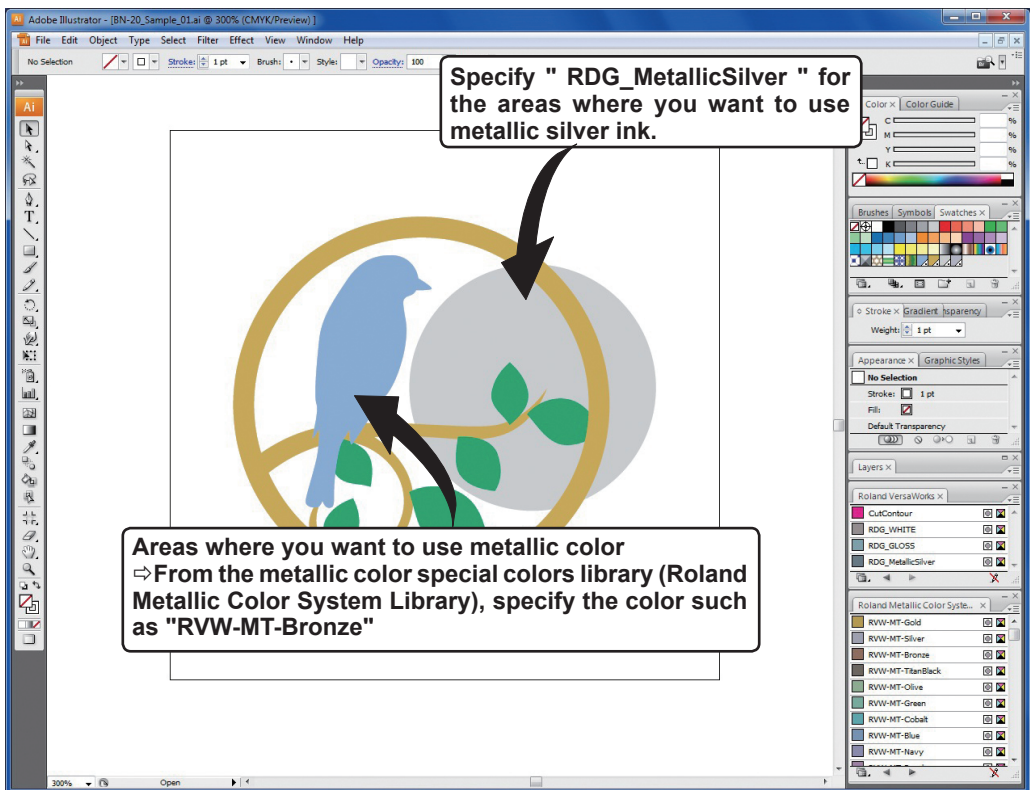 Adobe Illustrator - [BN-20_Sample_01.ai @ 300% (CMYK/Preview) ]
File Edit Object Type Select Filter Effect View Window Help
No Selection Stroke: 1 pt Brush: Style: Opacity: 100
Specify " RDG_MetallicSilver " for
the areas where you want to use
metallic silver ink.
Ai
T
Color × Color Guide
C %
M %
Y %
K %
Brushes Symbols Swatches ×
Stroke × Gradient nsparency
Weight: 1 pt
Appearance × Graphic Styles
No Selection
Stroke: 1 pt
Fill:
Default Transparency
Layers ×
Roland VersaWorks ×
CutContour
RDG_WHITE
RDG_GLOSS
RDG_MetallicSilver
Roland Metallic Color Syste... ×
RVW-MT-Gold
RVW-MT-Silver
RVW-MT-Bronze
RVW-MT-TitanBlack
RVW-MT-Olive
RVW-MT-Green
RVW-MT-Cobalt
RVW-MT-Blue
RVW-MT-Navy
Areas where you want to use metallic color
⇨From the metallic color special colors library (Roland
Metallic Color System Library), specify the color such
as "RVW-MT-Bronze"
300% Open